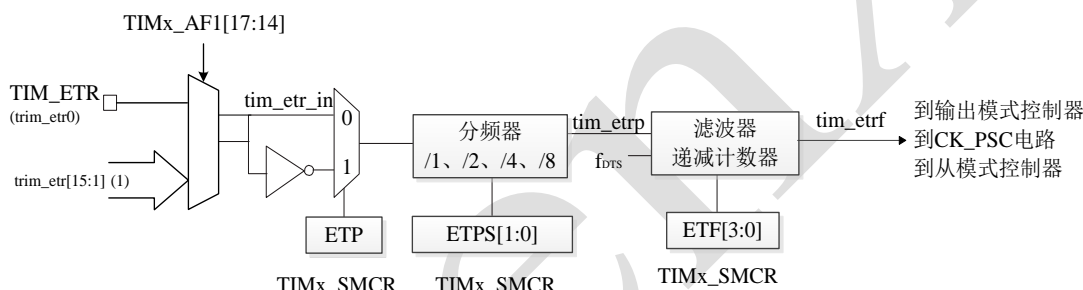 TIMx_AF1[17:14]
TIM_ETR
(trim_etr0)
trim_etr[15:1] (1)
tim_etr_in
0
1
ETP
TIMx_SMCR
分频器
/1、/2、/4、/8
ETPS[1:0]
TIMx_SMCR
tim_etrp
fDTS
滤波器
递减计数器
ETF[3:0]
TIMx_SMCR
tim_etrf
到输出模式控制器
到CK_PSC电路
到从模式控制器